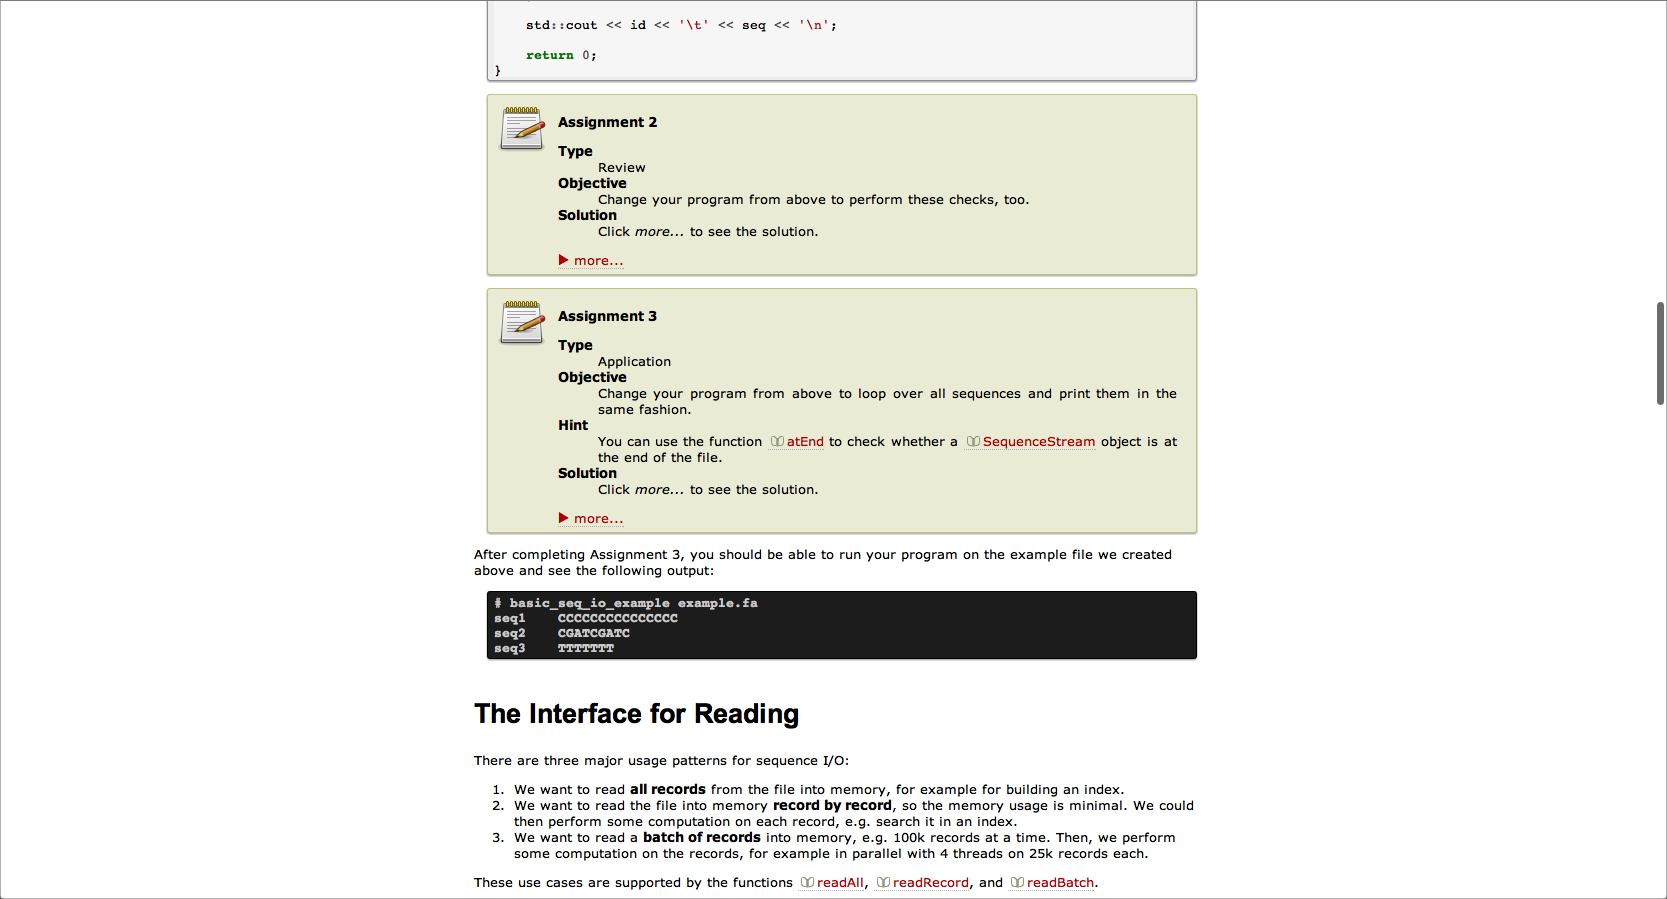 std::cout << id << '\t' << seq << '\n';
return 0;
}
Assignment 2
Type
Review
Objective
Change your program from above to perform these checks, too.
Solution
Click more... to see the solution.
more...
Assignment 3
Type
Application
Objective
Change your program from above to loop over all sequences and print them in the
same fashion.
Hint
You can use the function atEnd to check whether a SequenceStream object is at
the end of the file.
Solution
Click more... to see the solution.
more...
After completing Assignment 3, you should be able to run your program on the example file we created
above and see the following output:
# basic_seq_io_example example.fa
seq1 CCCCCCCCCCCCCCC
seq2 CGATCGATC
seq3 TTTTTTT
The Interface for Reading
There are three major usage patterns for sequence I/O:
1. We want to read all records from the file into memory, for example for building an index.
2. We want to read the file into memory record by record, so the memory usage is minimal. We could
then perform some computation on each record, e.g. search it in an index.
3. We want to read a batch of records into memory, e.g. 100k records at a time. Then, we perform
some computation on the records, for example in parallel with 4 threads on 25k records each.
These use cases are supported by the functions readAll, readRecord, and readBatch.